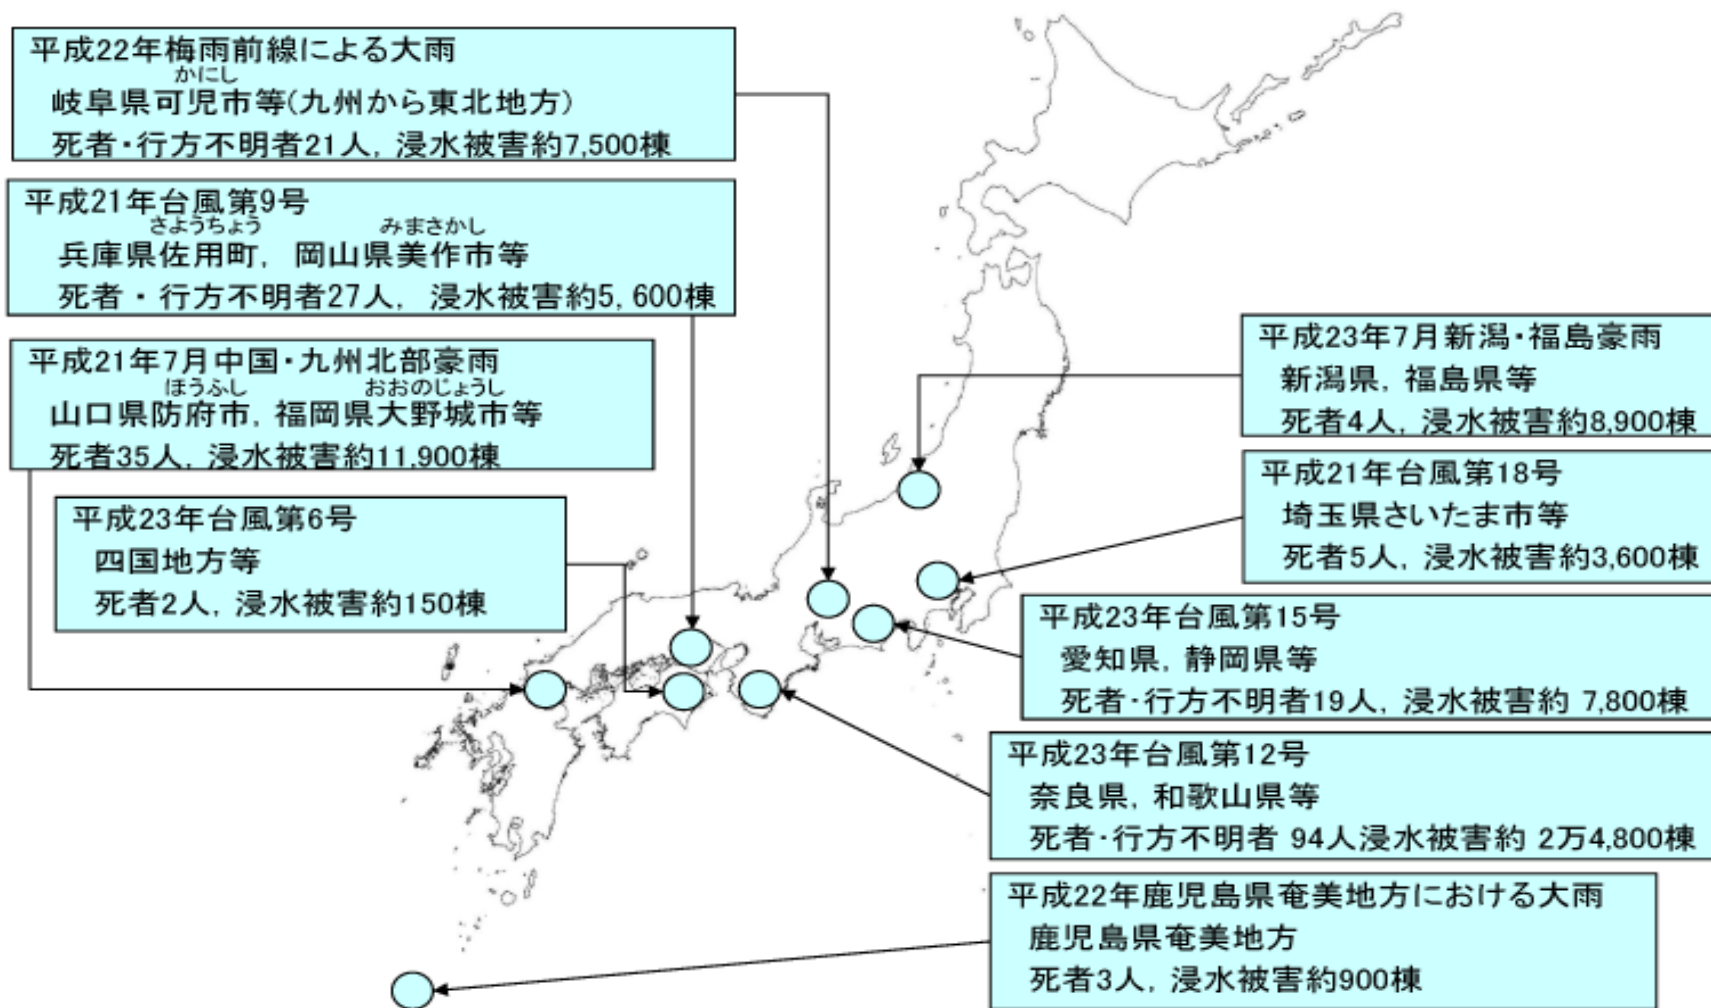 平成22年梅雨前線による大雨
かにし
岐阜県可児市等(九州から東北地方)
死者・行方不明者21人, 浸水被害約7,500棟
平成21年台風第9号
さようちょう みまさかし
兵庫県佐用町, 岡山県美作市等
死者・行方不明者27人, 浸水被害約5,600棟
平成21年7月中国・九州北部豪雨
ほうふし おおのじょうし
山口県防府市, 福岡県大野城市等
死者35人, 浸水被害約11,900棟
平成23年台風第6号
四国地方等
死者2人, 浸水被害約150棟
平成23年7月新潟・福島豪雨
新潟県, 福島県等
死者4人, 浸水被害約8,900棟
平成21年台風第18号
埼玉県さいたま市等
死者5人, 浸水被害約3,600棟
平成23年台風第15号
愛知県, 静岡県等
死者・行方不明者19人, 浸水被害約 7,800棟
平成23年台風第12号
奈良県, 和歌山県等
死者・行方不明者 94人浸水被害約 2万4,800棟
平成22年鹿児島県奄美地方における大雨
鹿児島県奄美地方
死者3人, 浸水被害約900棟